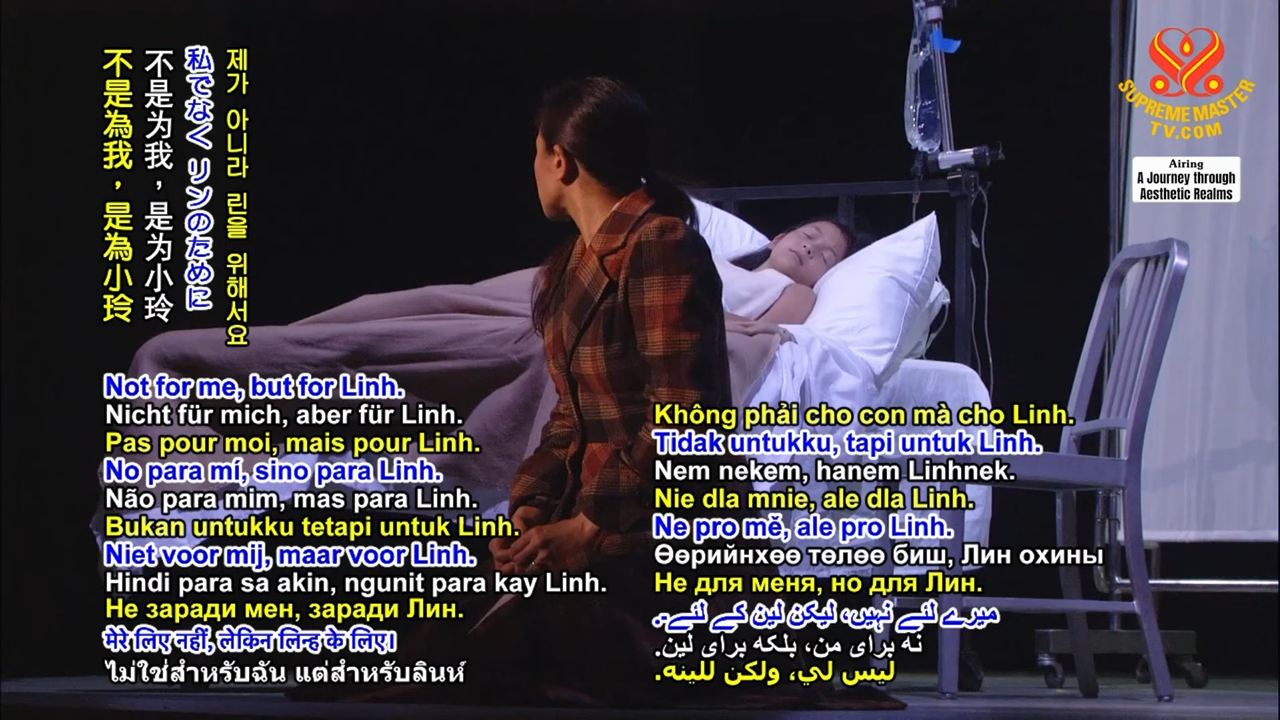 不是為我，是為小玲
不是为我，是为小玲
私でなく リンのために
제가 아니라 린을 위해서요
SUPREME MASTER
TV.COM
Airing
A Journey through
Aesthetic Realms
Not for me, but for Linh.
Nicht für mich, aber für Linh.
Pas pour moi, mais pour Linh.
No para mí, sino para Linh.
Não para mim, mas para Linh.
Bukan untukku tetapi untuk Linh.
Niet voor mij, maar voor Linh.
Hindi para sa akin, ngunit para kay Linh.
Не заради мен, заради Лин.
मेरे लिए नहीं, लेकिन लिन्ह के लिए।
ไม่ใช่สำหรับฉัน แต่สำหรับลินห์
Không phải cho con mà cho Linh.
Tidak untukku, tapi untuk Linh.
Nem nekem, hanem Linhnek.
Nie dla mnie, ale dla Linh.
Ne pro mě, ale pro Linh.
Өөрийнхөө төлөө биш, Лин охины
Не для меня, но для Лин.
میرے لئے نہیں، لیکن لین کے لئے-.
نه برای من، بلکه برای لین.
ليس لي، ولكن للينه.